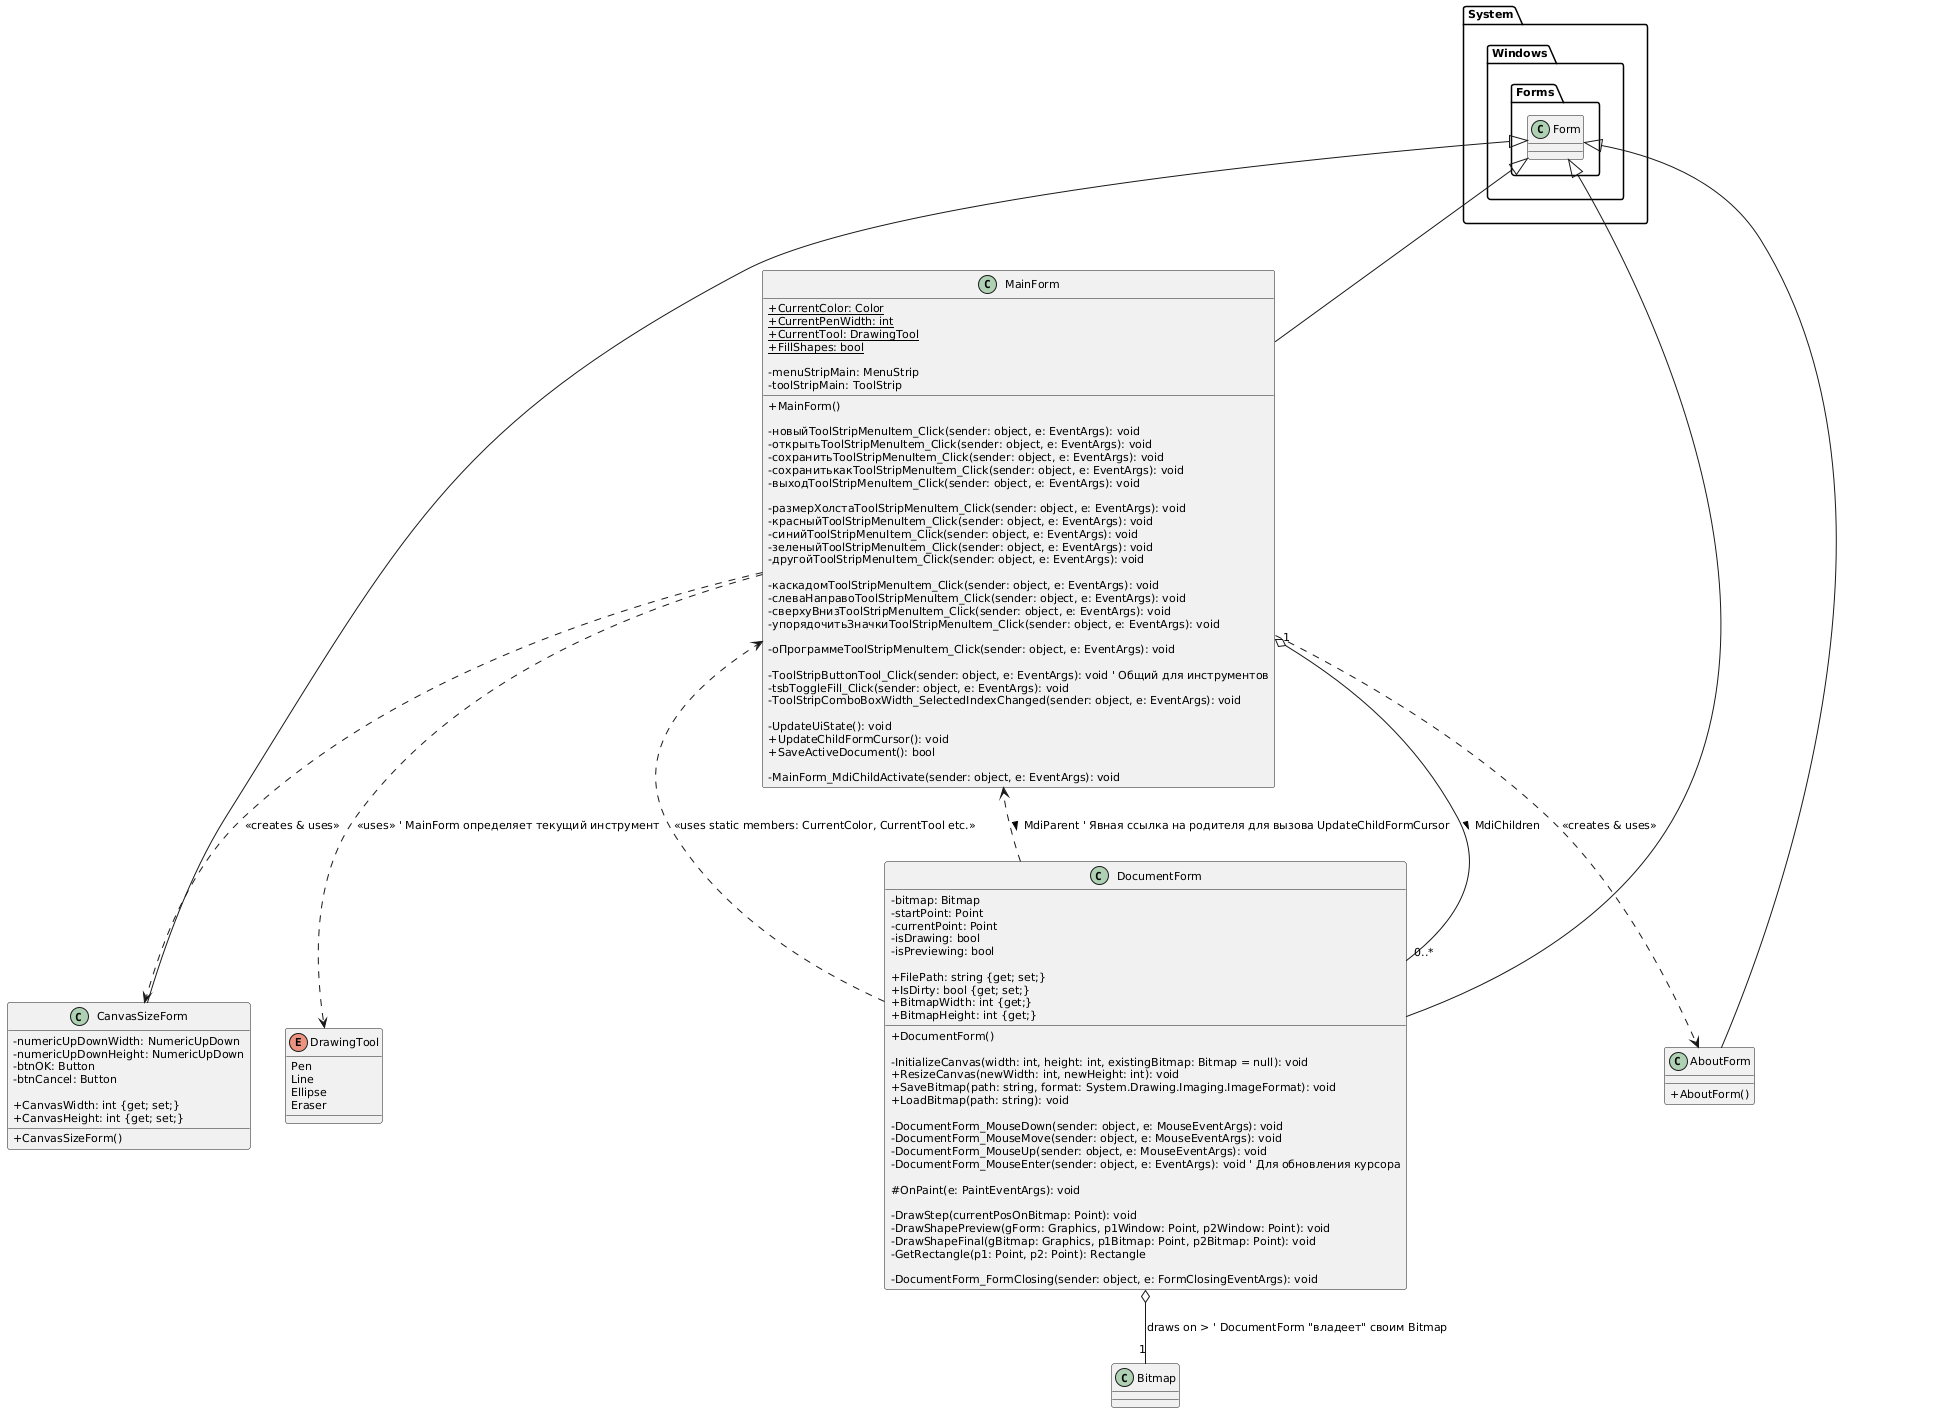 System
Windows
Forms
C Form
C MainForm
+CurrentColor: Color
+CurrentPenWidth: int
+CurrentTool: DrawingTool
+FillShapes: bool
-menuStripMain: MenuStrip
-toolStripMain: ToolStrip
+MainForm()
-новыйToolStripMenuItem_Click(sender: object, e: EventArgs): void
-открытьToolStripMenuItem_Click(sender: object, e: EventArgs): void
-сохранитьToolStripMenuItem_Click(sender: object, e: EventArgs): void
-сохранитькакToolStripMenuItem_Click(sender: object, e: EventArgs): void
-выходToolStripMenuItem_Click(sender: object, e: EventArgs): void
-размерХолстаToolStripMenuItem_Click(sender: object, e: EventArgs): void
-красныйToolStripMenuItem_Click(sender: object, e: EventArgs): void
-синийToolStripMenuItem_Click(sender: object, e: EventArgs): void
-зеленыйToolStripMenuItem_Click(sender: object, e: EventArgs): void
-другойToolStripMenuItem_Click(sender: object, e: EventArgs): void
-каскадомToolStripMenuItem_Click(sender: object, e: EventArgs): void
-слеваНаправоToolStripMenuItem_Click(sender: object, e: EventArgs): void
-сверхуВнизToolStripMenuItem_Click(sender: object, e: EventArgs): void
-упорядочитьЗначкиToolStripMenuItem_Click(sender: object, e: EventArgs): void
-оПрограммеToolStripMenuItem_Click(sender: object, e: EventArgs): void
-ToolStripButtonTool_Click(sender: object, e: EventArgs): void ' Общий для инструментов
-tsbToggleFill_Click(sender: object, e: EventArgs): void
-ToolStripComboBoxWidth_SelectedIndexChanged(sender: object, e: EventArgs): void
-UpdateUiState(): void
+UpdateChildFormCursor(): void
+SaveActiveDocument(): bool
-MainForm_MdiChildActivate(sender: object, e: EventArgs): void
1
«creates & uses»
«uses» ' MainForm определяет текущий инструмент
«uses static members: CurrentColor, CurrentTool etc.»
MdiParent ' Явная ссылка на родителя для вызова UpdateChildFormCursor
MdiChildren
«creates & uses»
0..*
C DocumentForm
-bitmap: Bitmap
-startPoint: Point
-currentPoint: Point
-isDrawing: bool
-isPreviewing: bool
+FilePath: string {get; set;}
+IsDirty: bool {get; set;}
+BitmapWidth: int {get;}
+BitmapHeight: int {get;}
+DocumentForm()
-InitializeCanvas(width: int, height: int, existingBitmap: Bitmap = null): void
+ResizeCanvas(newWidth: int, newHeight: int): void
+SaveBitmap(path: string, format: System.Drawing.Imaging.ImageFormat): void
+LoadBitmap(path: string): void
-DocumentForm_MouseDown(sender: object, e: MouseEventArgs): void
-DocumentForm_MouseMove(sender: object, e: MouseEventArgs): void
-DocumentForm_MouseUp(sender: object, e: MouseEventArgs): void
-DocumentForm_MouseEnter(sender: object, e: EventArgs): void ' Для обновления курсора
#OnPaint(e: PaintEventArgs): void
-DrawStep(currentPosOnBitmap: Point): void
-DrawShapePreview(gForm: Graphics, p1Window: Point, p2Window: Point): void
-DrawShapeFinal(gBitmap: Graphics, p1Bitmap: Point, p2Bitmap: Point): void
-GetRectangle(p1: Point, p2: Point): Rectangle
-DocumentForm_FormClosing(sender: object, e: FormClosingEventArgs): void
C CanvasSizeForm
-numericUpDownWidth: NumericUpDown
-numericUpDownHeight: NumericUpDown
-btnOK: Button
-btnCancel: Button
+CanvasWidth: int {get; set;}
+CanvasHeight: int {get; set;}
+CanvasSizeForm()
E DrawingTool
Pen
Line
Ellipse
Eraser
C AboutForm
+AboutForm()
draws on > ' DocumentForm "владеет" своим Bitmap
1
C Bitmap